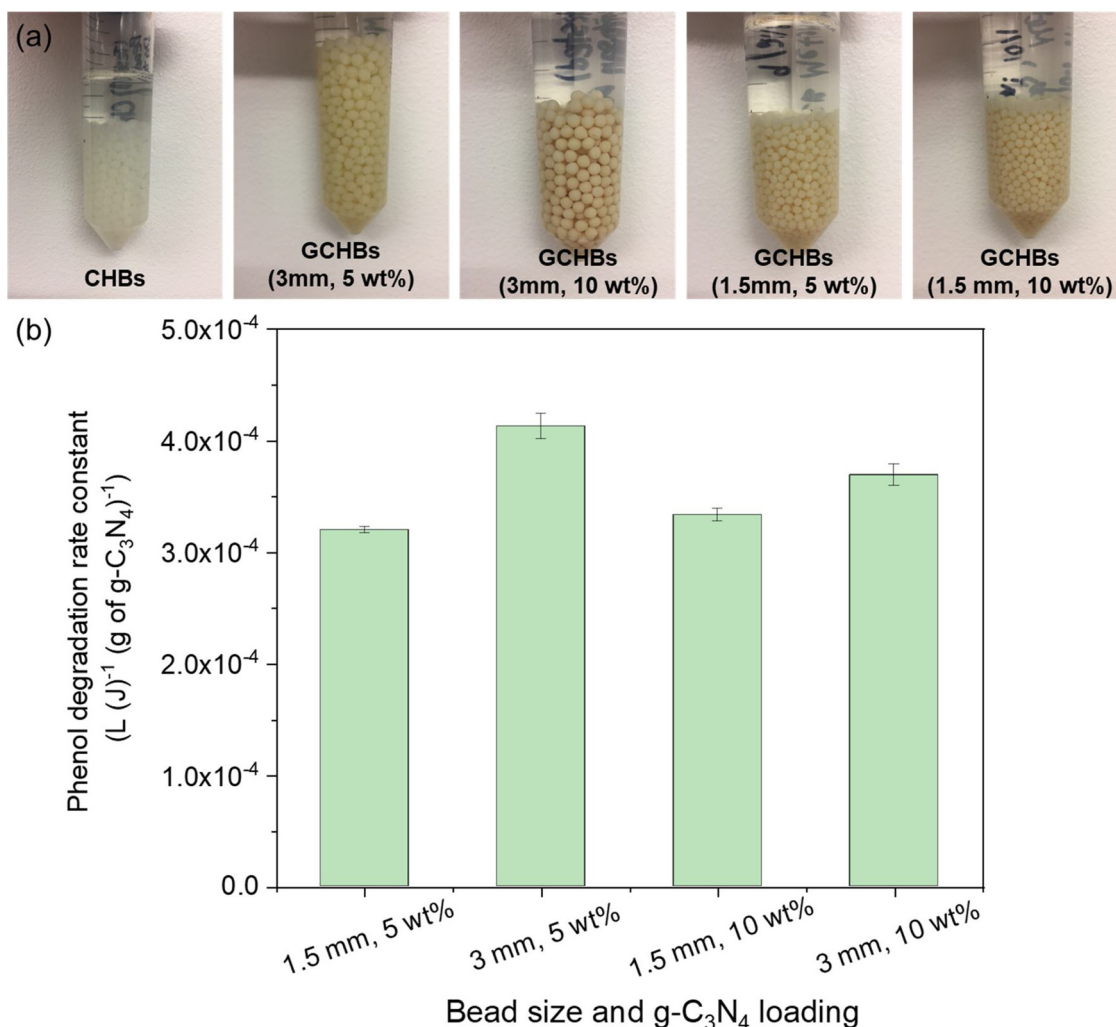 (a)
CHBs
GCHBs
(3mm, 5 wt%)
GCHBs
(3mm, 10 wt%)
GCHBs
(1.5mm, 5 wt%)
GCHBs
(1.5 mm, 10 wt%)
(b)
Phenol degradation rate constant
(L (J)⁻¹ (g of g-C₃N₄)⁻¹)
5.0x10⁻⁴
4.0x10⁻⁴
3.0x10⁻⁴
2.0x10⁻⁴
1.0x10⁻⁴
0.0
1.5 mm, 5 wt%
3 mm, 5 wt%
1.5 mm, 10 wt%
3 mm, 10 wt%
Bead size and g-C₃N₄ loading